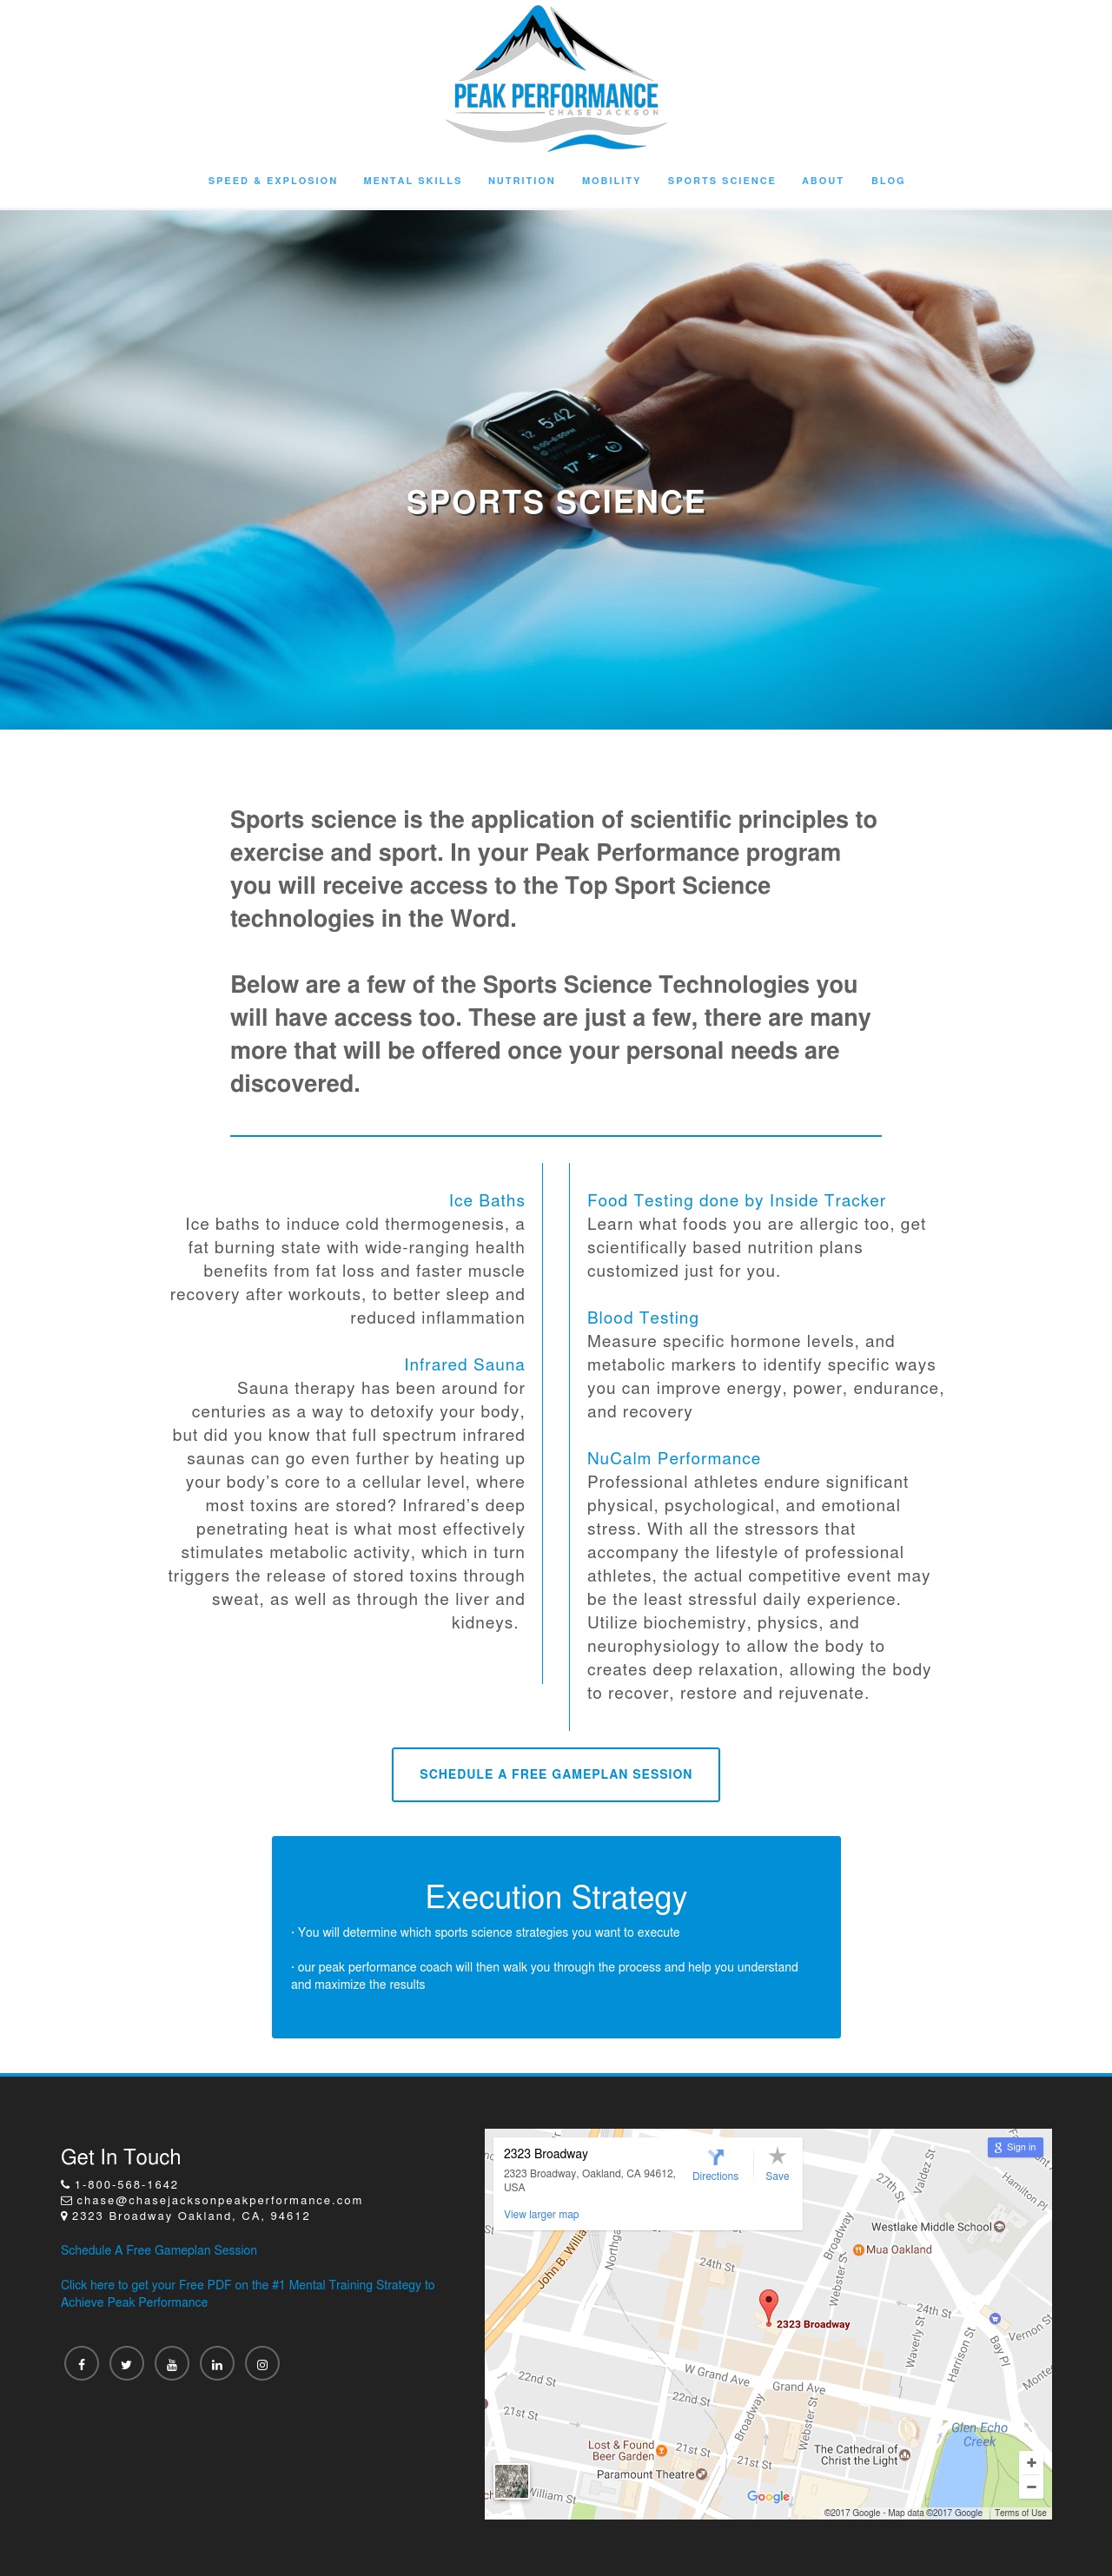 PEAK PERFORMANCE
CHASE JACKSON
SPEED & EXPLOSION MENTAL SKILLS NUTRITION MOBILITY SPORTS SCIENCE ABOUT BLOG
5:42
12
17°
SPORTS SCIENCE
Sports science is the application of scientific principles to
exercise and sport. In your Peak Performance program
you will receive access to the Top Sport Science
technologies in the Word.
Below are a few of the Sports Science Technologies you
will have access too. These are just a few, there are many
more that will be offered once your personal needs are
discovered.
Ice Baths
Ice baths to induce cold thermogenesis, a
fat burning state with wide-ranging health
benefits from fat loss and faster muscle
recovery after workouts, to better sleep and
reduced inflammation
Infrared Sauna
Sauna therapy has been around for
centuries as a way to detoxify your body,
but did you know that full spectrum infrared
saunas can go even further by heating up
your body’s core to a cellular level, where
most toxins are stored? Infrared’s deep
penetrating heat is what most effectively
stimulates metabolic activity, which in turn
triggers the release of stored toxins through
sweat, as well as through the liver and
kidneys.
Food Testing done by Inside Tracker
Learn what foods you are allergic too, get
scientifically based nutrition plans
customized just for you.
Blood Testing
Measure specific hormone levels, and
metabolic markers to identify specific ways
you can improve energy, power, endurance,
and recovery
NuCalm Performance
Professional athletes endure significant
physical, psychological, and emotional
stress. With all the stressors that
accompany the lifestyle of professional
athletes, the actual competitive event may
be the least stressful daily experience.
Utilize biochemistry, physics, and
neurophysiology to allow the body to
creates deep relaxation, allowing the body
to recover, restore and rejuvenate.
SCHEDULE A FREE GAMEPLAN SESSION
Execution Strategy
· You will determine which sports science strategies you want to execute
· our peak performance coach will then walk you through the process and help you understand
and maximize the results
Get In Touch
1-800-568-1642
chase@chasejacksonpeakperformance.com
2323 Broadway Oakland, CA, 94612
Schedule A Free Gameplan Session
Click here to get your Free PDF on the #1 Mental Training Strategy to
Achieve Peak Performance
2323 Broadway
2323 Broadway, Oakland, CA 94612,
USA
View larger map
Directions
Save
Sign in
27th St
Valdez St
Hamilton Pl
Westlake Middle School
Mua Oakland
Broadway
Webster St
John B. Willia
Northga
24th St
2323 Broadway
24th St
Waverly St
Harrison St
Bay Pl
Vernon St
Monte
W Grand Ave
Grand Ave
22nd St
22nd St
21st St
Broadway
Webster St
Glen Echo
Creek
Lost & Found
Beer Garden
21st St
21st St
The Cathedral of
Christ the Light
Paramount Theatre
William St
Google
©2017 Google - Map data ©2017 Google Terms of Use